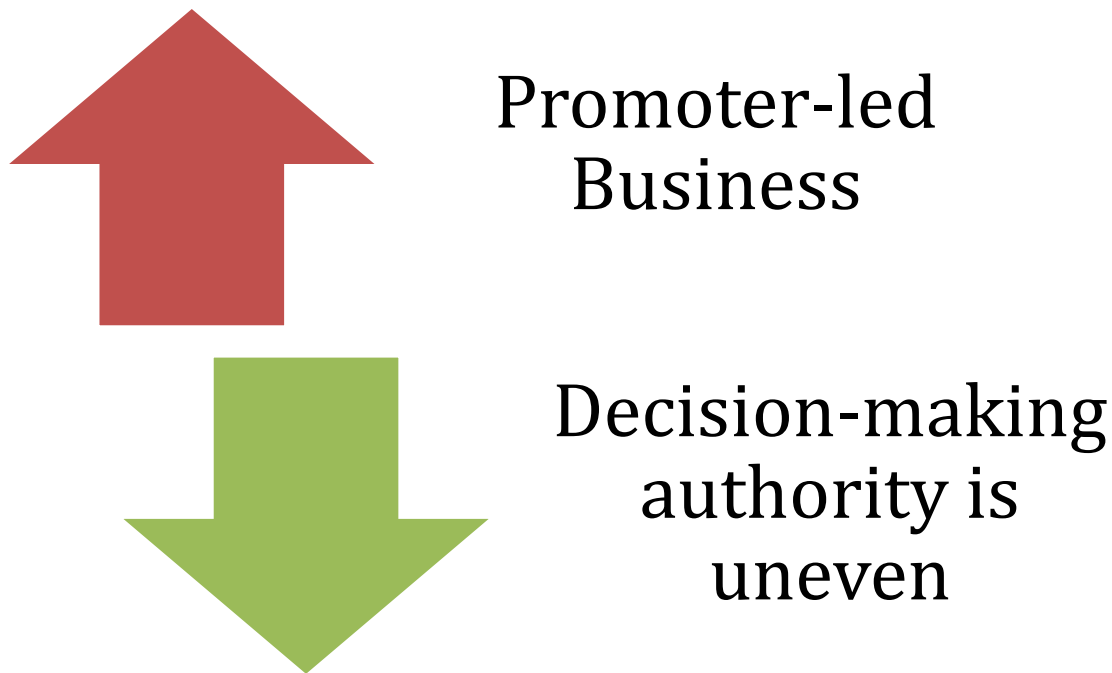 Promoter-led
Business
Decision-making
authority is
uneven